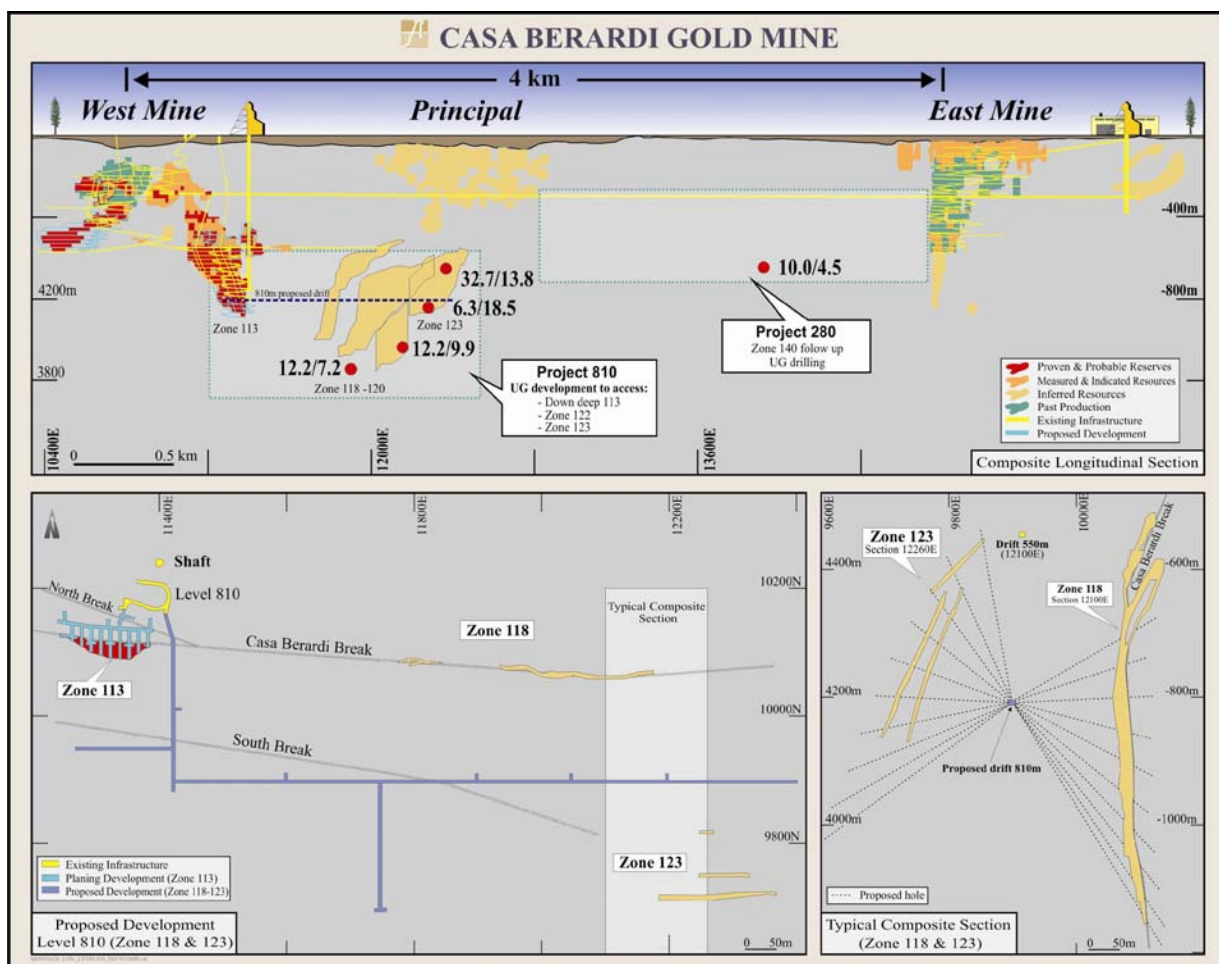 CASA BERARDI GOLD MINE
4 km
West Mine
Principal
East Mine
-400m
4200m
-800m
3800
810m proposed drift
Zone 113
32.7/13.8
6.3/18.5
Zone 123
12.2/9.9
12.2/7.2
Zone 118 -120
10.0/4.5
Project 280
Zone 140 folow up
UG drilling
Project 810
UG development to access:
- Down deep 113
- Zone 122
- Zone 123
Proven & Probable Reserves
Measured & Indicated Resources
Inferred Resources
Past Production
Existing Infrastructure
Proposed Development
10400E
0 0.5 km
12000E
13600E
Composite Longitudinal Section
11400E
11800E
12200E
Shaft
Level 810
North Break
10200N
Typical Composite
Section
Casa Berardi Break
Zone 118
Zone 113
10000N
South Break
9800N
Zone 123
Existing Infrastructure
Planing Development (Zone 113)
Proposed Development (Zone 118-123)
Proposed Development
Level 810 (Zone 118 & 123)
0 50m
9600E
9800E
10000E
Zone 123
Section 12260E
Drift 550m
(12100E)
Casa Berardi Break
4400m
-600m
Zone 118
Section 12100E
4200m
-800m
Proposed drift 810m
4000m
-1000m
Proposed hole
Typical Composite Section
(Zone 118 & 123)
0 50m